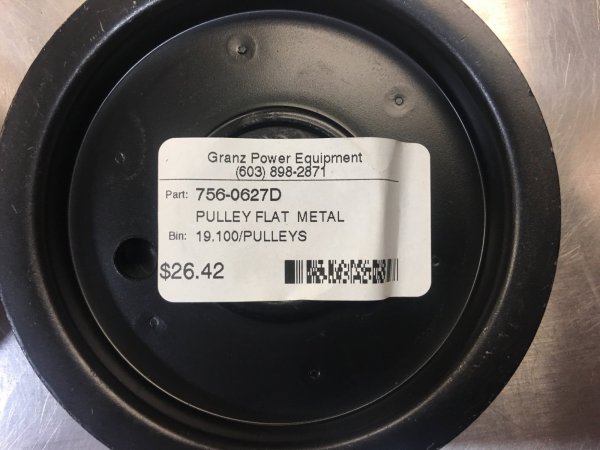 Granz Power Equipment
(603) 898-2871
Part: 756-0627D
PULLEY FLAT METAL
Bin: 19.100/PULLEYS
$26.42